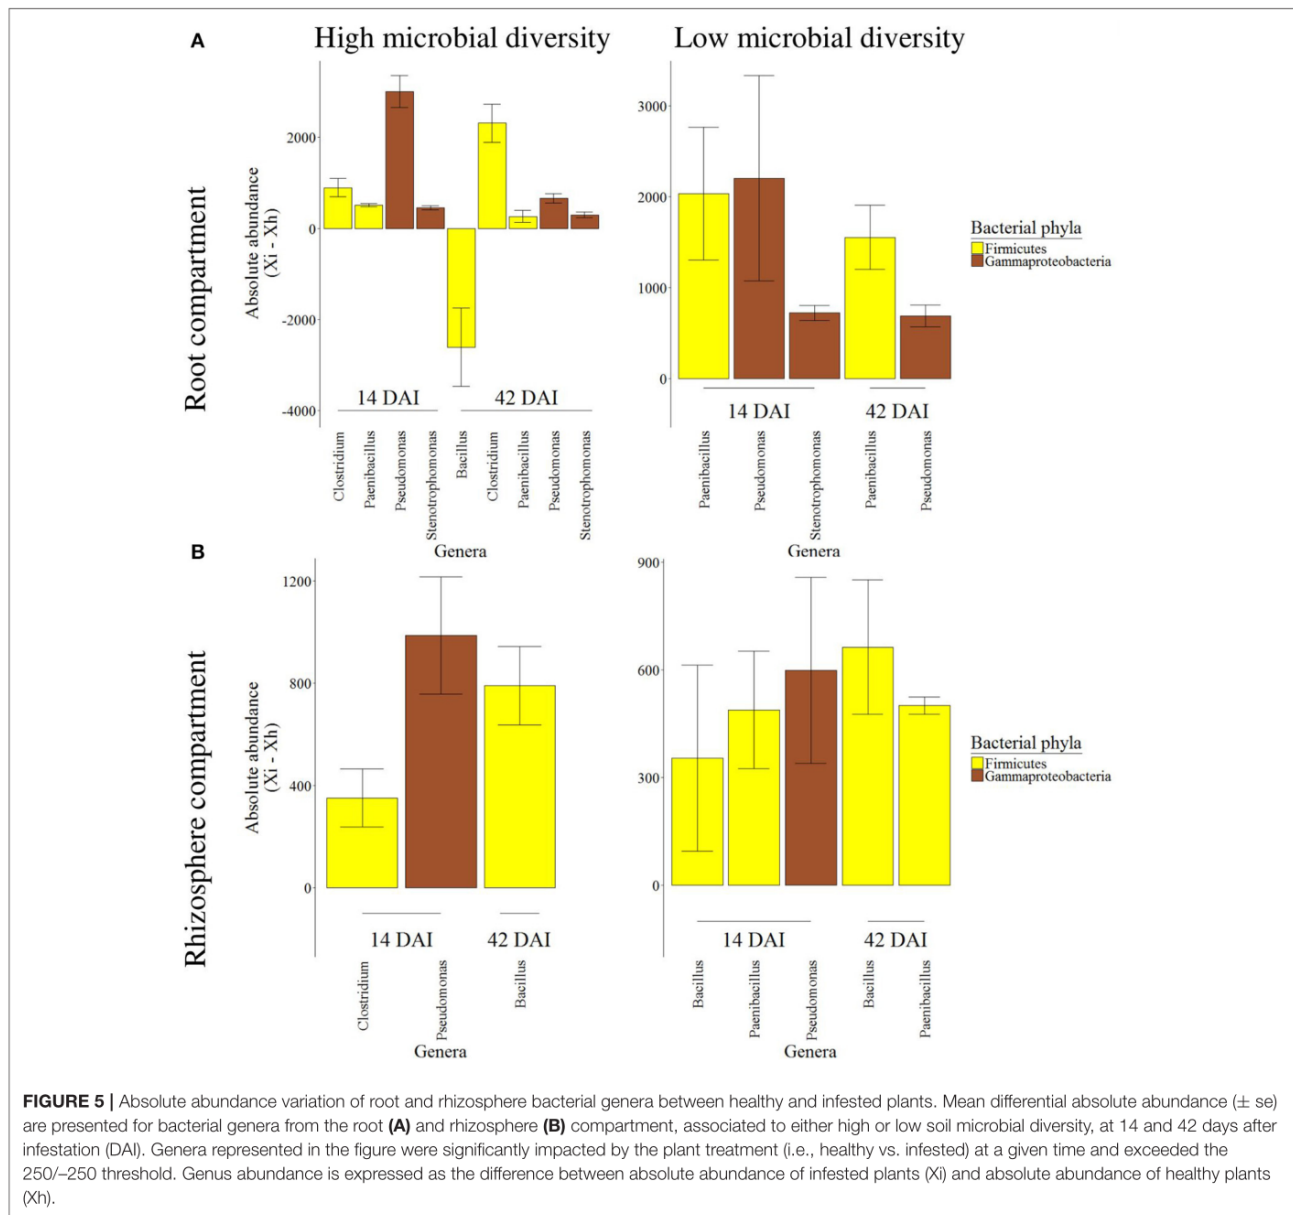 A
High microbial diversity
Low microbial diversity
Root compartment
Absolute abundance
(Xi - Xh)
2000
0
-2000
-4000
14 DAI
42 DAI
Clostridium
Paenibacillus
Pseudomonas
Stenotrophomonas
Bacillus
Clostridium
Paenibacillus
Pseudomonas
Stenotrophomonas
Genera
3000
2000
1000
0
14 DAI
42 DAI
Paenibacillus
Pseudomonas
Stenotrophomonas
Paenibacillus
Pseudomonas
Genera
Bacterial phyla
Firmicutes
Gammaproteobacteria
B
Rhizosphere compartment
Absolute abundance
(Xi - Xh)
1200
800
400
0
14 DAI
42 DAI
Clostridium
Pseudomonas
Bacillus
Genera
900
600
300
0
14 DAI
42 DAI
Bacillus
Paenibacillus
Pseudomonas
Bacillus
Paenibacillus
Genera
Bacterial phyla
Firmicutes
Gammaproteobacteria
FIGURE 5 | Absolute abundance variation of root and rhizosphere bacterial genera between healthy and infested plants. Mean differential absolute abundance (± se)
are presented for bacterial genera from the root (A) and rhizosphere (B) compartment, associated to either high or low soil microbial diversity, at 14 and 42 days after
infestation (DAI). Genera represented in the figure were significantly impacted by the plant treatment (i.e., healthy vs. infested) at a given time and exceeded the
250/–250 threshold. Genus abundance is expressed as the difference between absolute abundance of infested plants (Xi) and absolute abundance of healthy plants
(Xh).